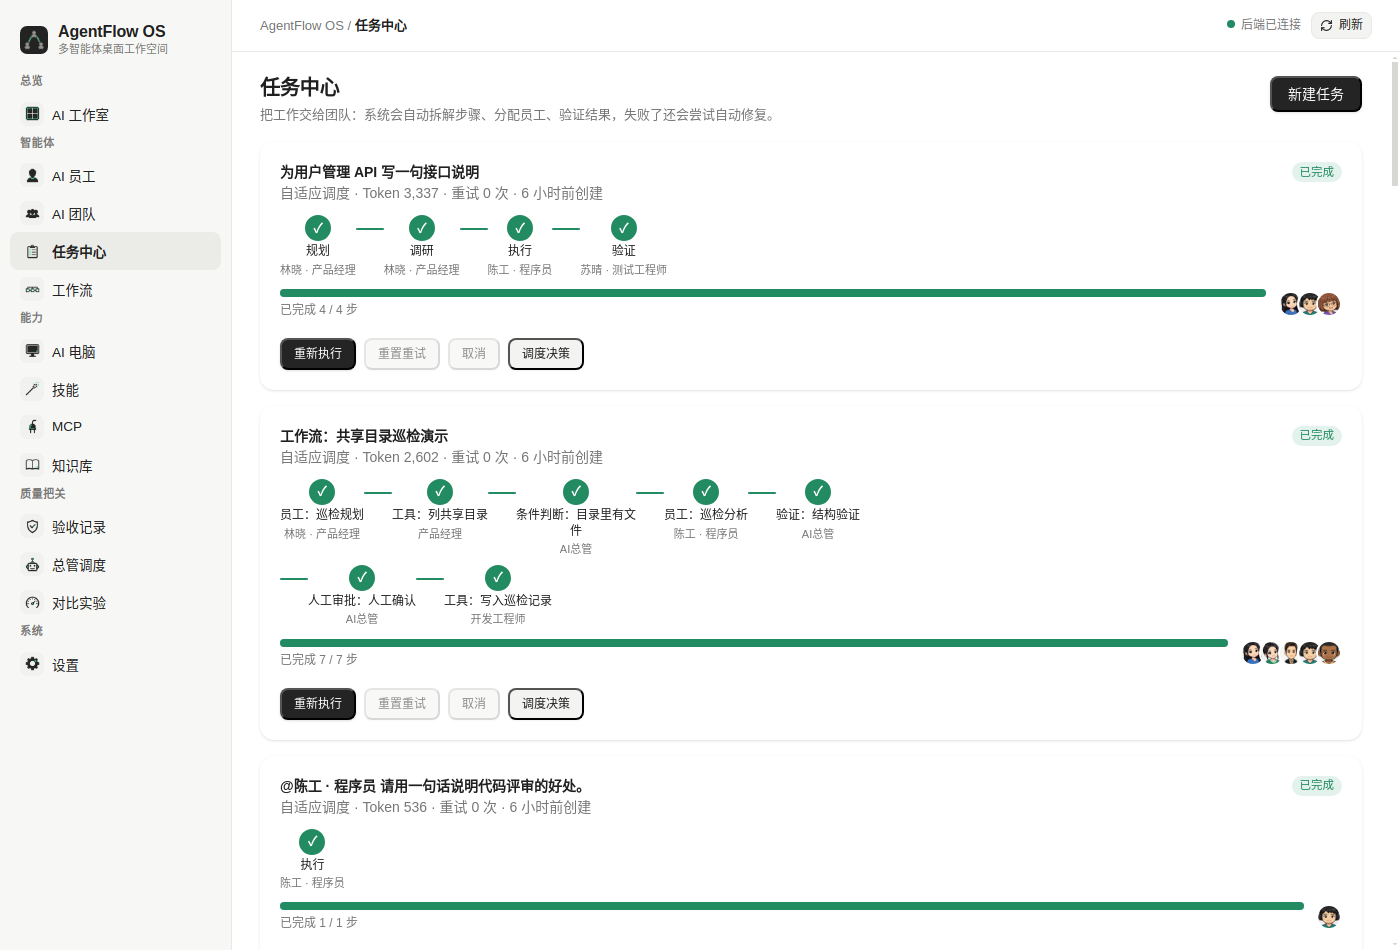 AgentFlow OS
多智能体桌面工作空间
总览
AI 工作室
智能体
AI 员工
AI 团队
任务中心
工作流
能力
AI 电脑
技能
MCP
知识库
质量把关
验收记录
总管调度
对比实验
系统
设置
AgentFlow OS / 任务中心
后端已连接
刷新
任务中心
把工作交给团队：系统会自动拆解步骤、分配员工、验证结果，失败了还会尝试自动修复。
新建任务
为用户管理 API 写一句接口说明
已完成
自适应调度 · Token 3,337 · 重试 0 次 · 6 小时前创建
规划 调研 执行 验证
林晓 · 产品经理 林晓 · 产品经理 陈工 · 程序员 苏晴 · 测试工程师
已完成 4 / 4 步
重新执行 重置重试 取消 调度决策
工作流：共享目录巡检演示
已完成
自适应调度 · Token 2,602 · 重试 0 次 · 6 小时前创建
员工：巡检规划 工具：列共享目录 条件判断：目录里有文件 员工：巡检分析 验证：结构验证
林晓 · 产品经理 产品经理 AI总管 陈工 · 程序员 AI总管
人工审批：人工确认 工具：写入巡检记录
AI总管 开发工程师
已完成 7 / 7 步
重新执行 重置重试 取消 调度决策
@陈工 · 程序员 请用一句话说明代码评审的好处。
已完成
自适应调度 · Token 536 · 重试 0 次 · 6 小时前创建
执行
陈工 · 程序员
已完成 1 / 1 步